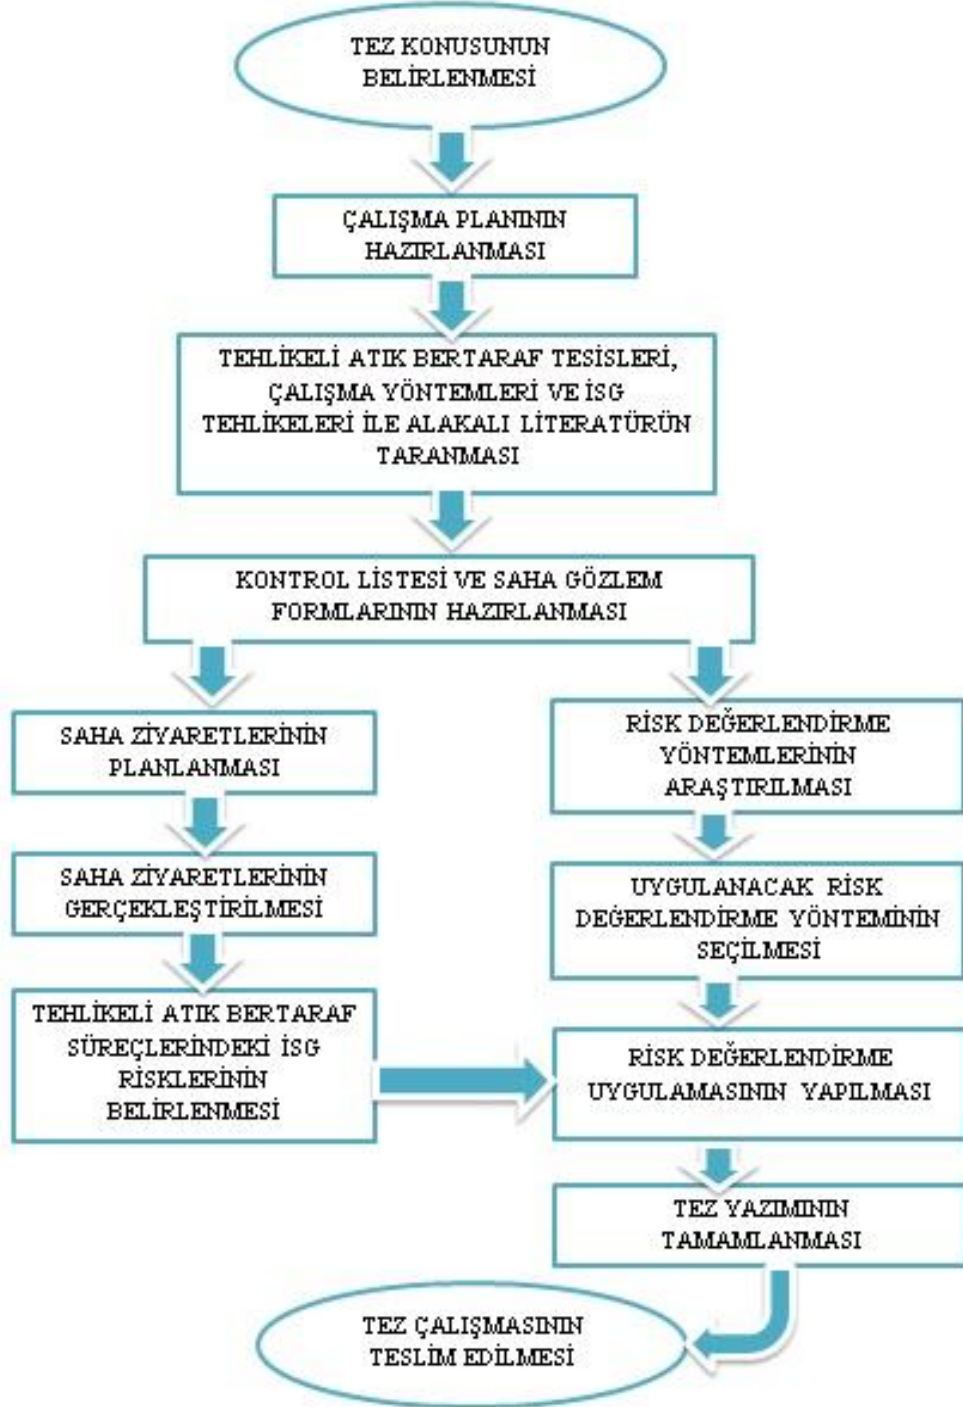 TEZ KONUSUNUN
BELİRLENMESİ
ÇALIŞMA PLANININ
HAZIRLANMASI
TEHLİKELİ ATIK BERTARAF TESİSLERİ,
ÇALIŞMA YÖNTEMLERİ VE İSG
TEHLİKELERİ İLE ALAKALI LİTERATÜRÜN
TARANMASI
KONTROL LİSTESİ VE SAHA GÖZLEM
FORMLARININ HAZIRLANMASI
SAHA ZİYARETLERİNİN
PLANLANMASI
SAHA ZİYARETLERİNİN
GERÇEKLEŞTİRİLMESİ
TEHLİKELİ ATIK BERTARAF
SÜREÇLERİNDEKİ İSG
RİSKLERİNİN
BELİRLENMESİ
RİSK DEĞERLENDİRME
YÖNTEMLERİNİN
ARAŞTIRILMASI
UYGULANACAK RİSK
DEĞERLENDİRME YÖNTEMİNİN
SEÇİLMESİ
RİSK DEĞERLENDİRME
UYGULAMASININ YAPILMASI
TEZ YAZIMININ
TAMAMLANMASI
TEZ ÇALIŞMASININ
TESLİM EDİLMESİ